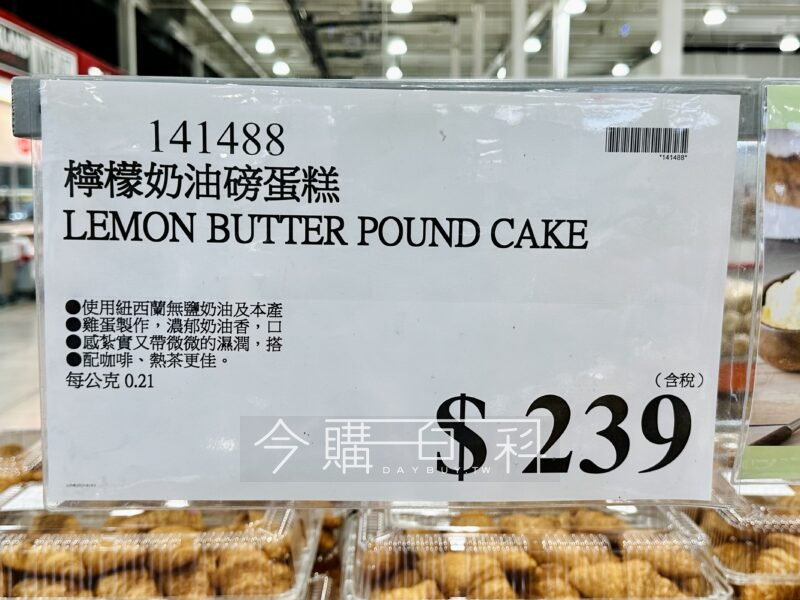 141488
*141488*
檸檬奶油磅蛋糕
LEMON BUTTER POUND CAKE
●使用紐西蘭無鹽奶油及本產
●雞蛋製作，濃郁奶油香，口
●感紮實又帶微微的濕潤，搭
●配咖啡、熱茶更佳。
每公克 0.21
（含稅）
$ 239
今購百科
DAYBUY.TW